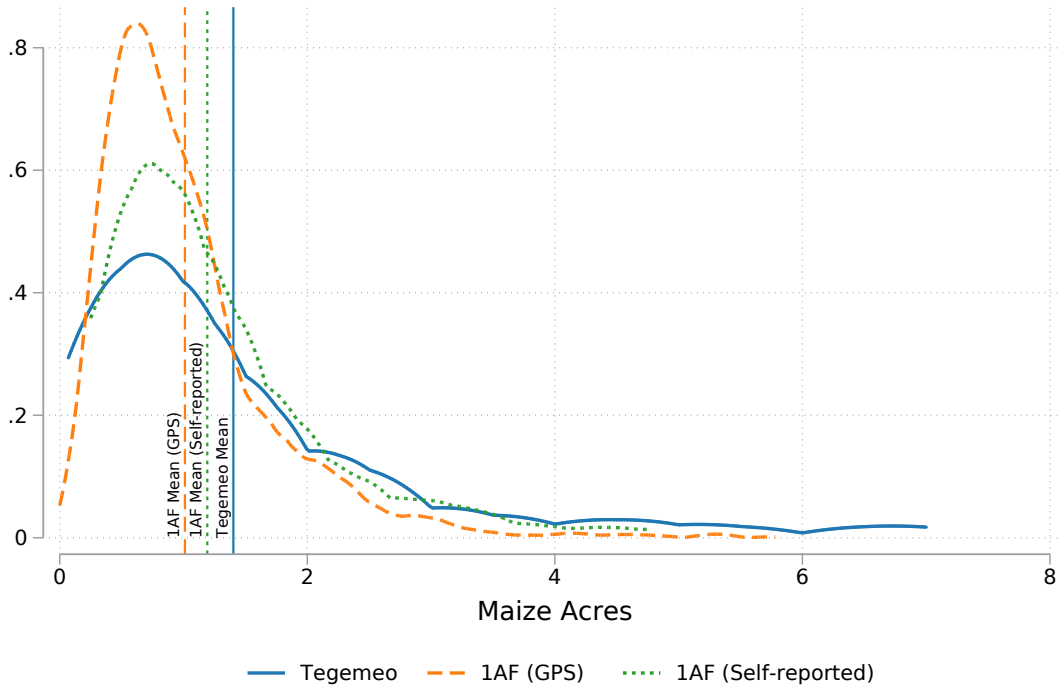 .8
.6
.4
.2
0
1AF Mean (GPS)
1AF Mean (Self-reported)
Tegemeo Mean
0 2 4 6 8
Maize Acres
Tegemeo 1AF (GPS) 1AF (Self-reported)